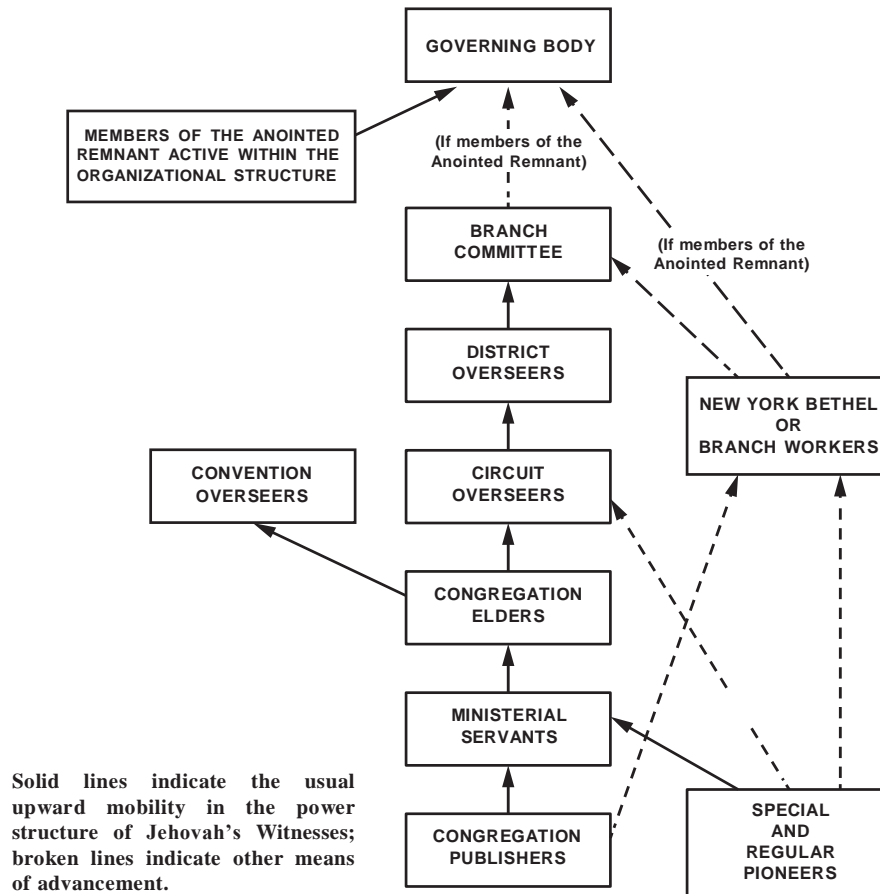 GOVERNING BODY
MEMBERS OF THE ANOINTED
REMNANT ACTIVE WITHIN THE
ORGANIZATIONAL STRUCTURE
(If members of the
Anointed Remnant)
BRANCH
COMMITTEE
(If members of the
Anointed Remnant)
DISTRICT
OVERSEERS
NEW YORK BETHEL
OR
BRANCH WORKERS
CONVENTION
OVERSEERS
CIRCUIT
OVERSEERS
CONGREGATION
ELDERS
MINISTERIAL
SERVANTS
Solid lines indicate the usual
upward mobility in the power
structure of Jehovah's Witnesses;
broken lines indicate other means
of advancement.
CONGREGATION
PUBLISHERS
SPECIAL
AND
REGULAR
PIONEERS